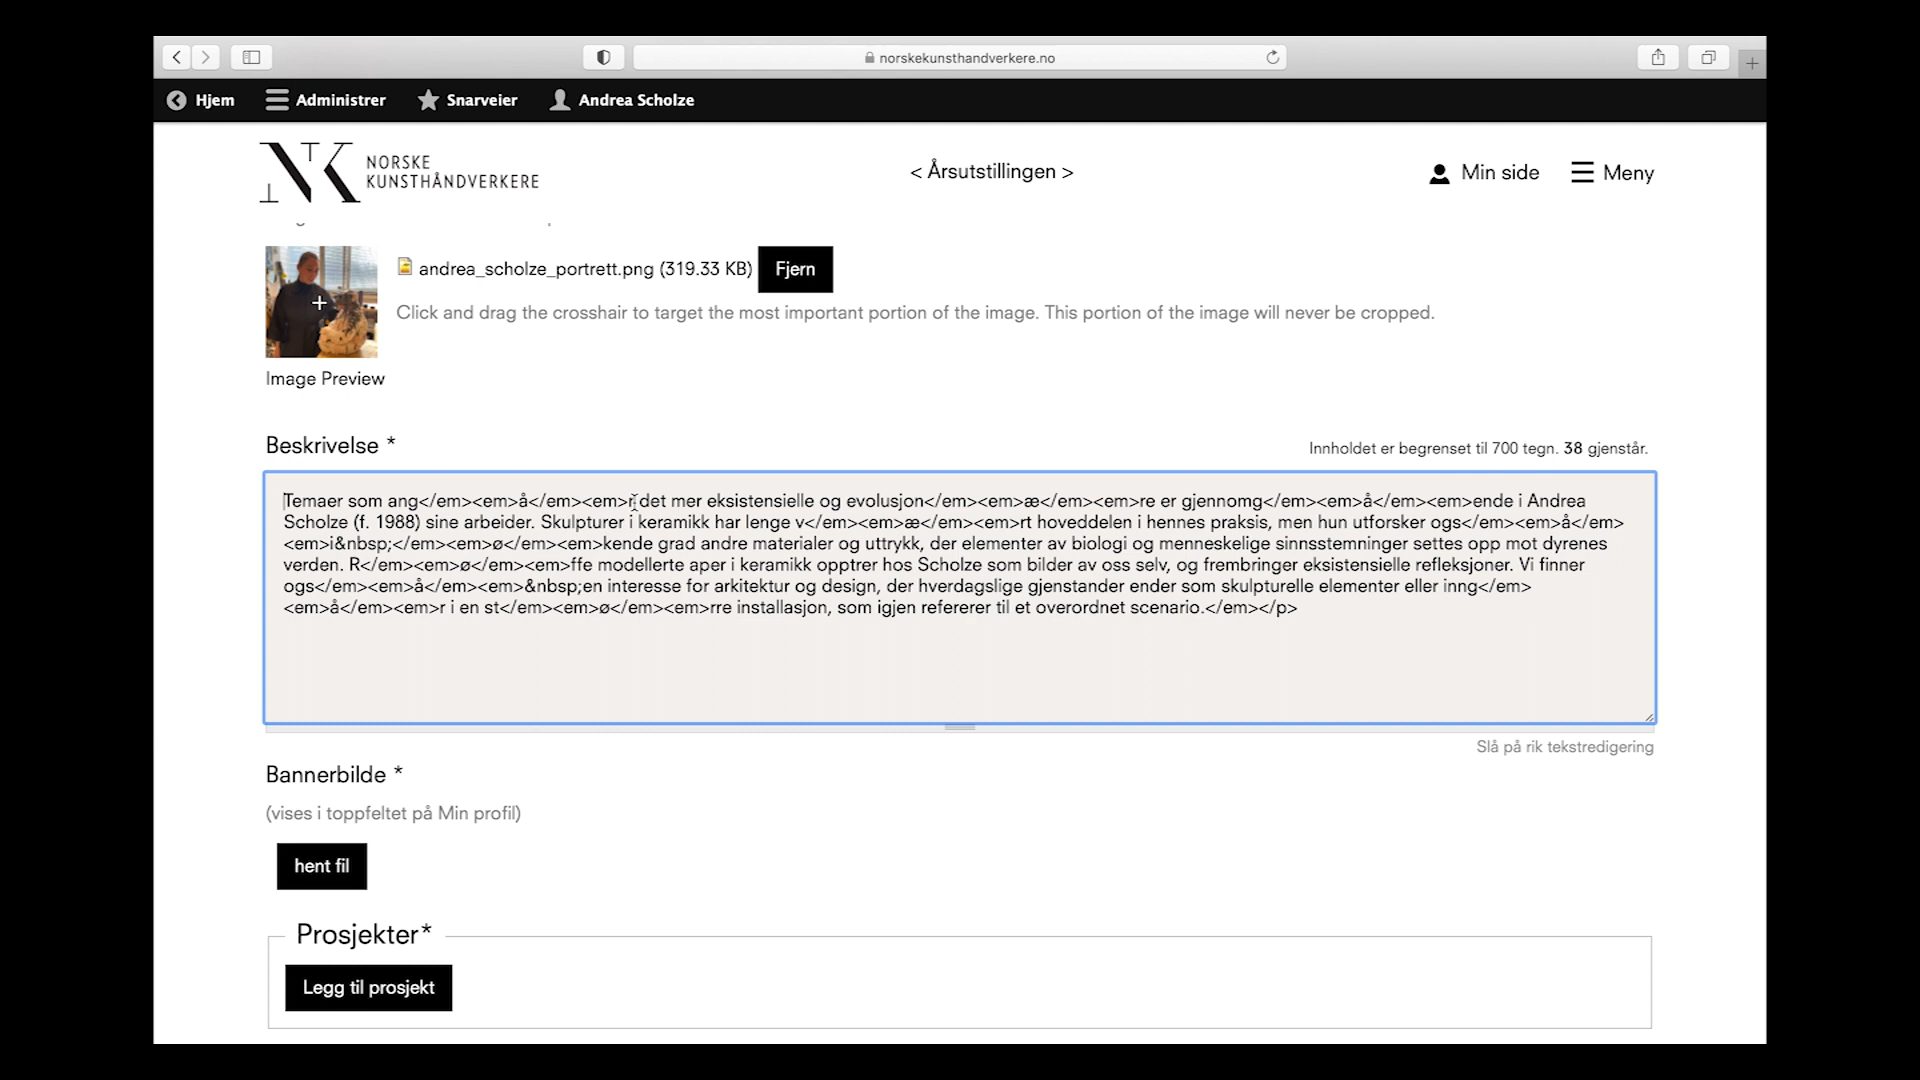 norskekunsthandverkere.no
Hjem Administrer Snarveier Andrea Scholze
NORSKE
KUNSTHÅNDVERKERE
< Årsutstillingen >
Min side Meny
andrea_scholze_portrett.png (319.33 KB) Fjern
Click and drag the crosshair to target the most important portion of the image. This portion of the image will never be cropped.
Image Preview
Beskrivelse *
Innholdet er begrenset til 700 tegn. 38 gjenstår.
Temaer som ang</em><em>å</em><em>r det mer eksistensielle og evolusjon</em><em>æ</em><em>re er gjennomg</em><em>å</em><em>ende i Andrea
Scholze (f. 1988) sine arbeider. Skulpturer i keramikk har lenge v</em><em>æ</em><em>rt hoveddelen i hennes praksis, men hun utforsker ogs</em><em>å</em>
<em>i&nbsp;</em><em>ø</em><em>kende grad andre materialer og uttrykk, der elementer av biologi og menneskelige sinnsstemninger settes opp mot dyrenes
verden. R</em><em>ø</em><em>ffe modellerte aper i keramikk opptrer hos Scholze som bilder av oss selv, og frembringer eksistensielle refleksjoner. Vi finner
ogs</em><em>å</em><em>&nbsp;en interesse for arkitektur og design, der hverdagslige gjenstander ender som skulpturelle elementer eller inng</em>
<em>å</em><em>r i en st</em><em>ø</em><em>rre installasjon, som igjen refererer til et overordnet scenario.</em></p>
Slå på rik tekstredigering
Bannerbilde *
(vises i toppfeltet på Min profil)
hent fil
Prosjekter*
Legg til prosjekt